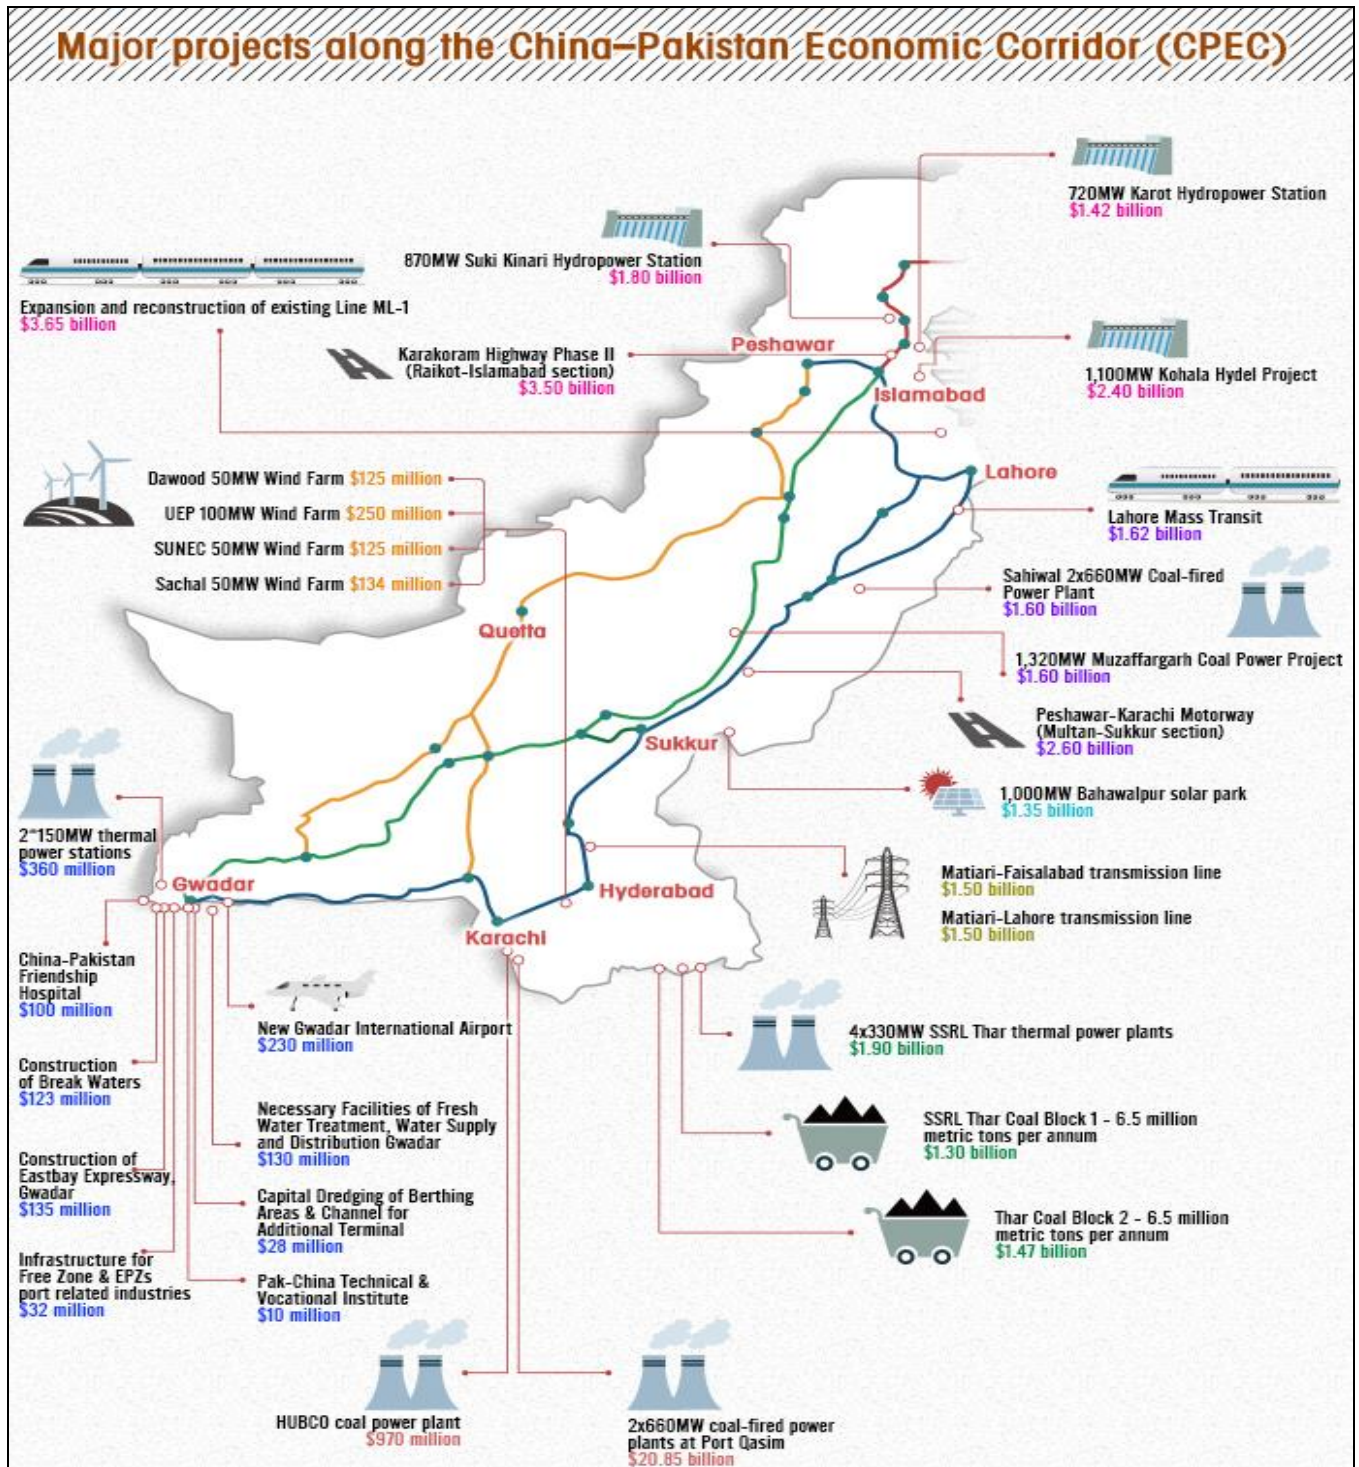 Major projects along the China–Pakistan Economic Corridor (CPEC)
720MW Karot Hydropower Station
$1.42 billion
870MW Suki Kinari Hydropower Station
$1.80 billion
Expansion and reconstruction of existing Line ML-1
$3.65 billion
Peshawar
Karakoram Highway Phase II
(Raikot-Islamabad section)
$3.50 billion
1,100MW Kohala Hydel Project
$2.40 billion
Islamabad
Lahore
Dawood 50MW Wind Farm $125 million
UEP 100MW Wind Farm $250 million
SUNEC 50MW Wind Farm $125 million
Sachal 50MW Wind Farm $134 million
Lahore Mass Transit
$1.62 billion
Sahiwal 2x660MW Coal-fired
Power Plant
$1.60 billion
Quetta
1,320MW Muzaffargarh Coal Power Project
$1.60 billion
Peshawar-Karachi Motorway
(Multan-Sukkur section)
$2.60 billion
Sukkur
1,000MW Bahawalpur solar park
$1.35 billion
2*150MW thermal
power stations
$360 million
Gwadar
Hyderabad
Matiari-Faisalabad transmission line
$1.50 billion
Matiari-Lahore transmission line
$1.50 billion
Karachi
China-Pakistan
Friendship
Hospital
$100 million
New Gwadar International Airport
$230 million
4x330MW SSRL Thar thermal power plants
$1.90 billion
Construction
of Break Waters
$123 million
Necessary Facilities of Fresh
Water Treatment, Water Supply
and Distribution Gwadar
$130 million
SSRL Thar Coal Block 1 - 6.5 million
metric tons per annum
$1.30 billion
Construction of
Eastbay Expressway,
Gwadar
$135 million
Capital Dredging of Berthing
Areas & Channel for
Additional Terminal
$28 million
Thar Coal Block 2 - 6.5 million
metric tons per annum
$1.47 billion
Infrastructure for
Free Zone & EPZs
port related industries
$32 million
Pak-China Technical &
Vocational Institute
$10 million
HUBCO coal power plant
$970 million
2x660MW coal-fired power
plants at Port Qasim
$20.85 billion